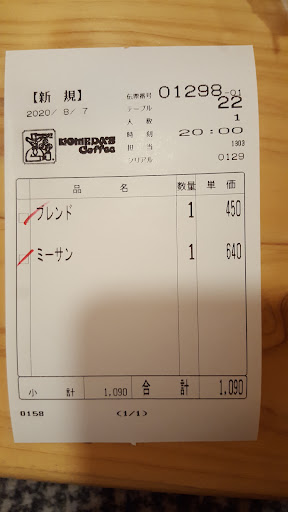 【新 規】 伝票番号 01298-01
2020/ 8/ 7 テーブル 22
人 数 1
時 刻 20:00
KOMEDA'S Coffee 担 当 1903
シリアル 0129
品 名 数量 単 価
ブレンド 1 450
ミーサン 1 640
小 計 1,090 合 計 1,090
0158 (1/1)